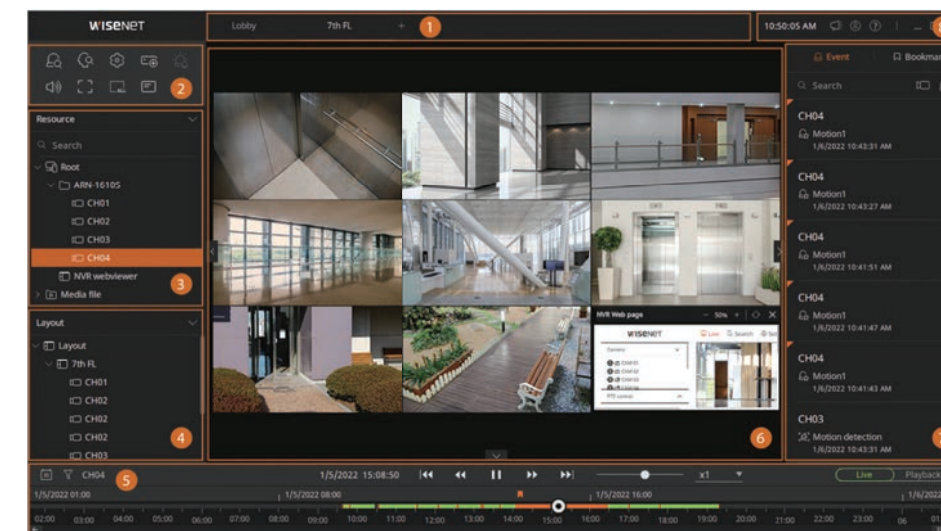 WISENET
Lobby 7th FL + 1
10:50:05 AM
2
Resource
Search
Root
ARN-1610S
CH01
CH02
CH03
CH04
NVR webviewer
Media file
3
Layout
Layout
7th FL
CH01
CH02
CH02
CH02
CH03
4
NVR Web page - 50% +
WISENET Live Search
Camera
PTZ control
6
Event Bookmar
Search
CH04
Motion1
1/6/2022 10:43:31 AM
CH04
Motion1
1/6/2022 10:43:27 AM
CH04
Motion1
1/6/2022 10:41:51 AM
CH04
Motion1
1/6/2022 10:41:47 AM
CH04
Motion1
1/6/2022 10:41:43 AM
CH03
Motion detection
1/6/2022 10:43:31 AM
CH04 5 1/5/2022 15:08:50 x1 Live Playback
1/5/2022 01:00 1/5/2022 08:00 1/5/2022 16:00 1/6/2022
02:00 03:00 04:00 05:00 06:00 07:00 08:00 09:00 10:00 11:00 12:00 13:00 14:00 15:00 16:00 17:00 18:00 19:00 20:00 21:00 22:00 23:00